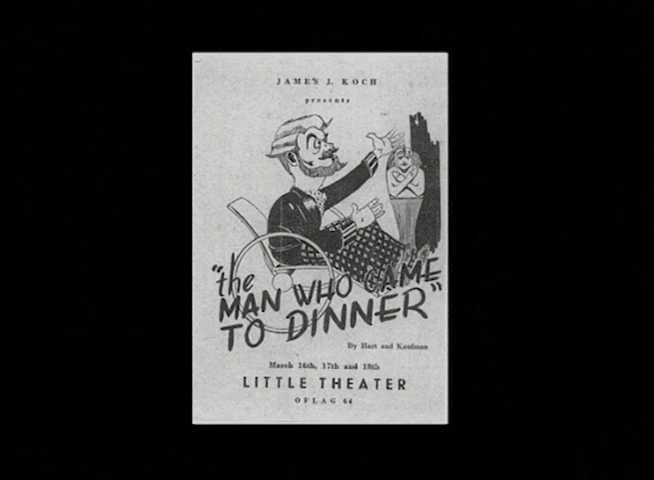 JAMES J. KOCH
presents
"the
MAN WHO CAME
TO DINNER"
By Hart and Kaufman
March 16th, 17th and 18th
LITTLE THEATER
OFLAG 64